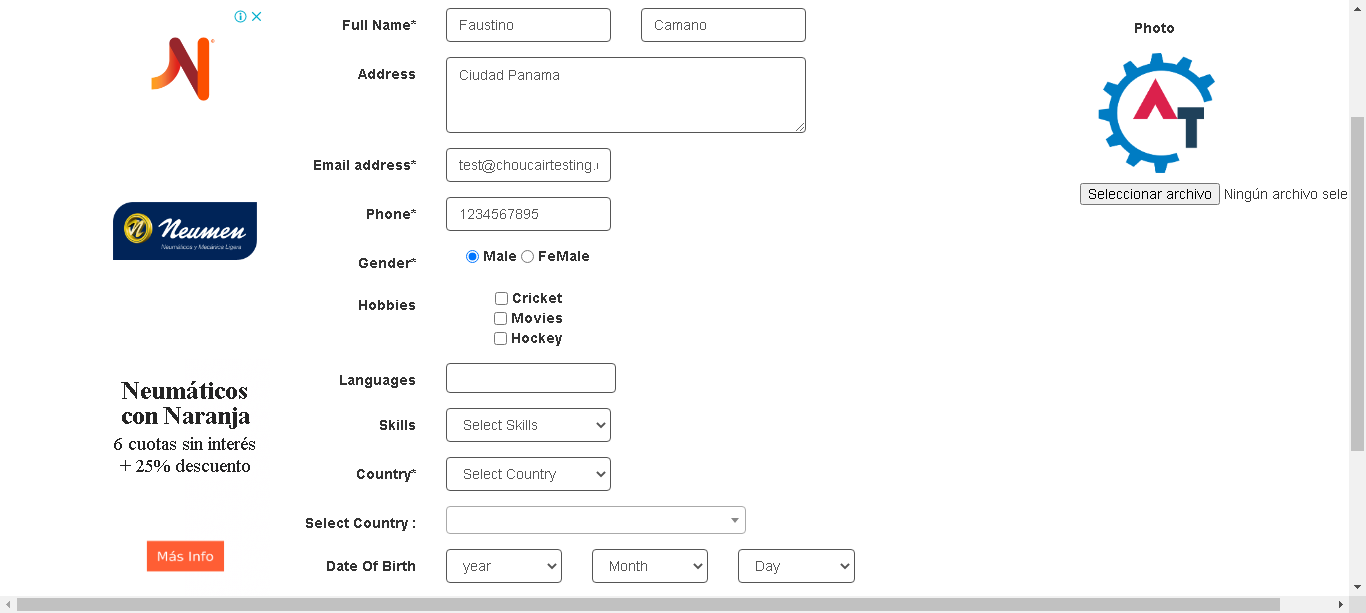 Full Name* Faustino Camano
Photo
Address Ciudad Panama
Email address* test@choucairtesting.
Seleccionar archivo Ningún archivo sele
Phone* 1234567895
Neumen
Neumáticos y Mecánica Ligera
Gender* Male FeMale
Hobbies Cricket
Movies
Hockey
Languages
Neumáticos
con Naranja
6 cuotas sin interés
+ 25% descuento
Skills Select Skills
Country* Select Country
Select Country :
Más Info
Date Of Birth year Month Day